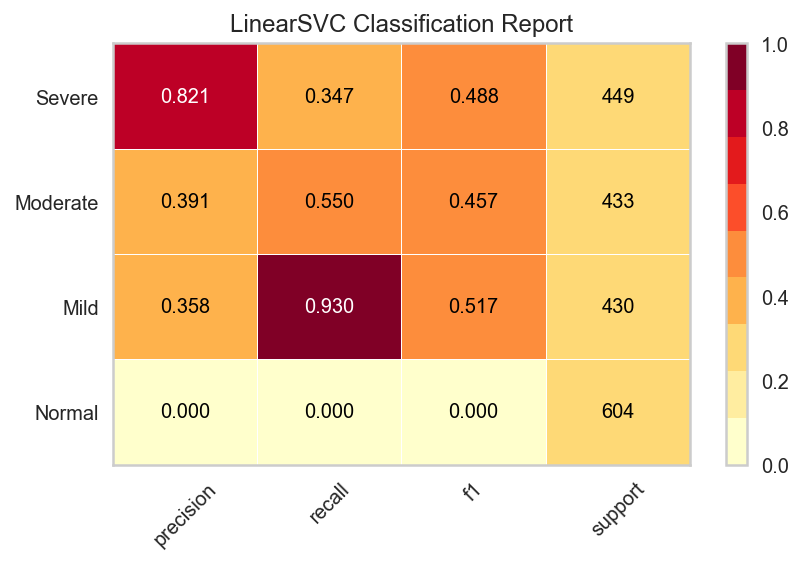 LinearSVC Classification Report
Severe 0.821 0.347 0.488 449
Moderate 0.391 0.550 0.457 433
Mild 0.358 0.930 0.517 430
Normal 0.000 0.000 0.000 604
precision recall f1 support
1.0
0.8
0.6
0.4
0.2
0.0